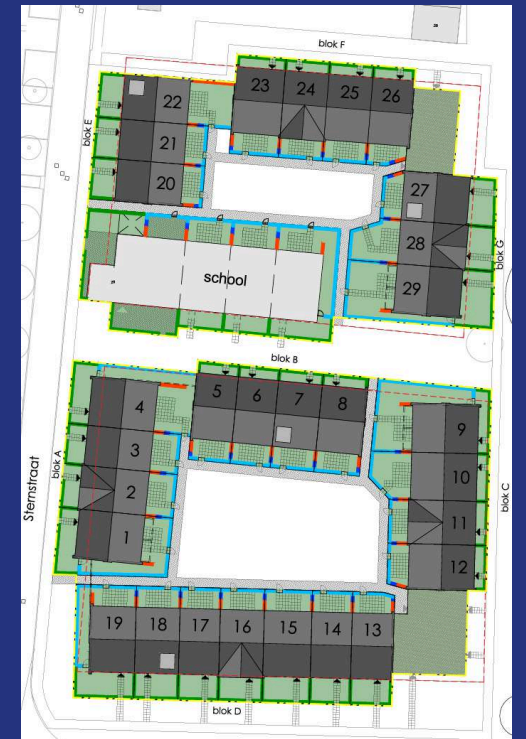 blok F
23 24 25 26
blok E
22
21
20
27
28
29
blok G
school
blok B
5 6 7 8
4
3
2
1
blok A
Sternstraat
9
10
11
12
blok C
19 18 17 16 15 14 13
blok D